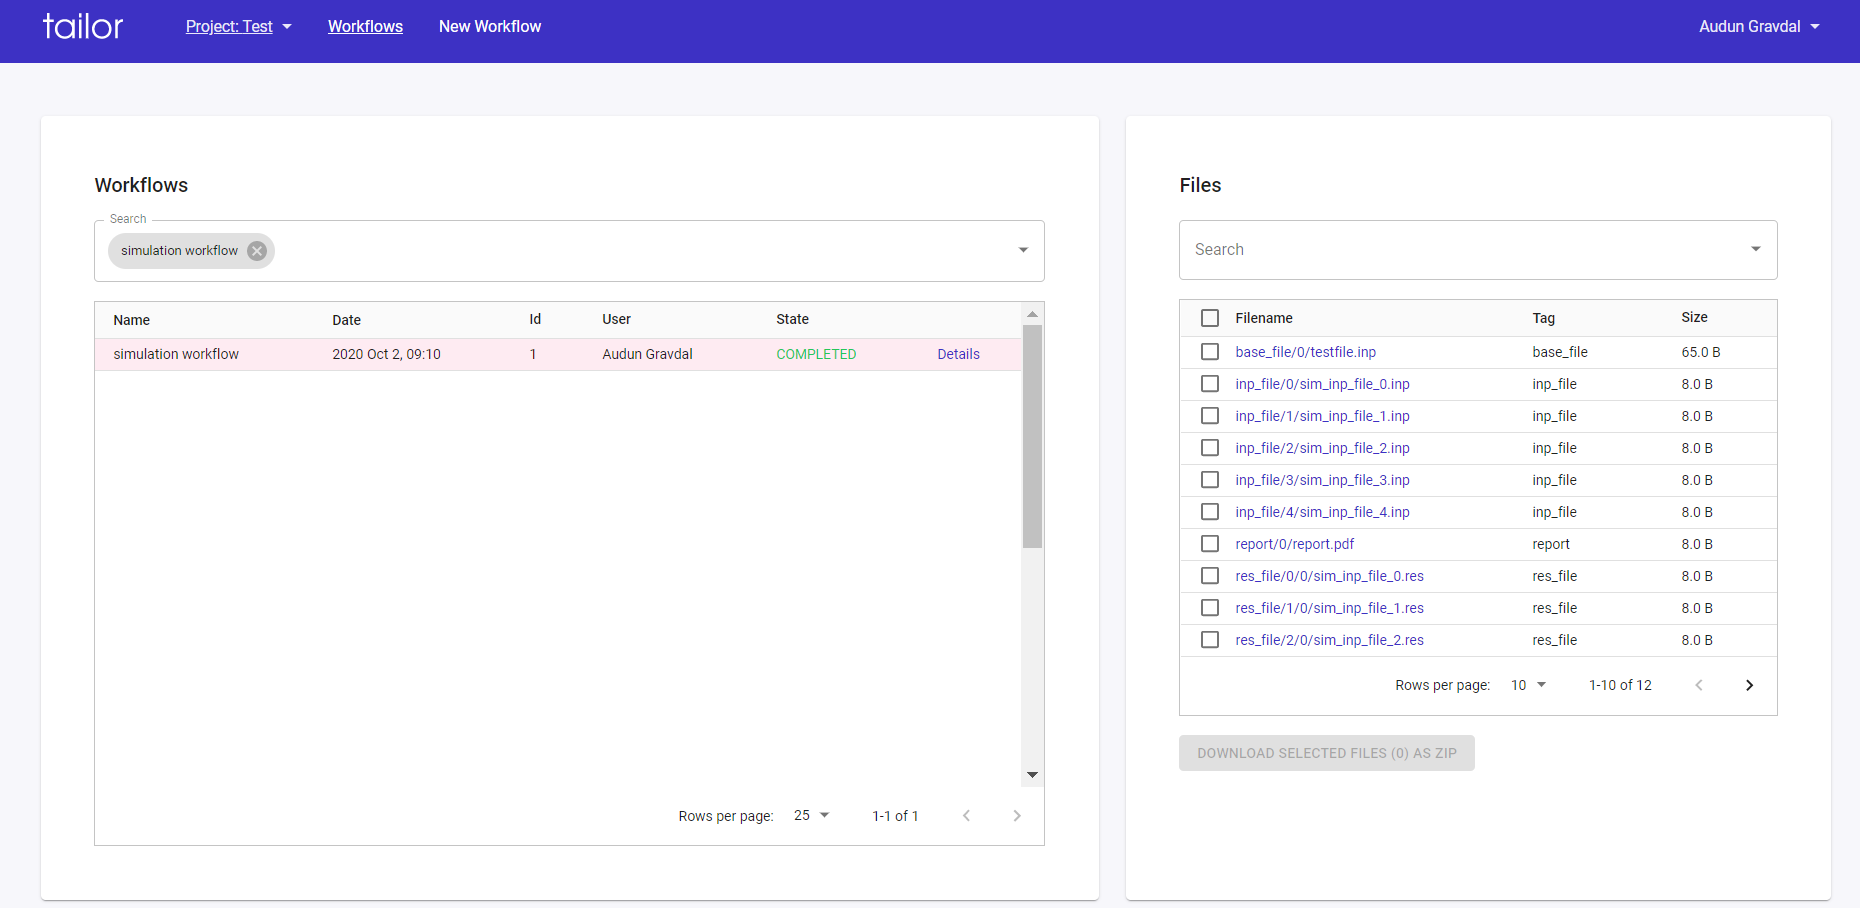 tailor
Project: Test
Workflows
New Workflow
Audun Gravdal
Workflows
Search
simulation workflow
Name Date Id User State
simulation workflow 2020 Oct 2, 09:10 1 Audun Gravdal COMPLETED Details
Rows per page: 25 1-1 of 1
Files
Search
Filename Tag Size
base_file/0/testfile.inp base_file 65.0 B
inp_file/0/sim_inp_file_0.inp inp_file 8.0 B
inp_file/1/sim_inp_file_1.inp inp_file 8.0 B
inp_file/2/sim_inp_file_2.inp inp_file 8.0 B
inp_file/3/sim_inp_file_3.inp inp_file 8.0 B
inp_file/4/sim_inp_file_4.inp inp_file 8.0 B
report/0/report.pdf report 8.0 B
res_file/0/0/sim_inp_file_0.res res_file 8.0 B
res_file/1/0/sim_inp_file_1.res res_file 8.0 B
res_file/2/0/sim_inp_file_2.res res_file 8.0 B
Rows per page: 10 1-10 of 12
DOWNLOAD SELECTED FILES (0) AS ZIP